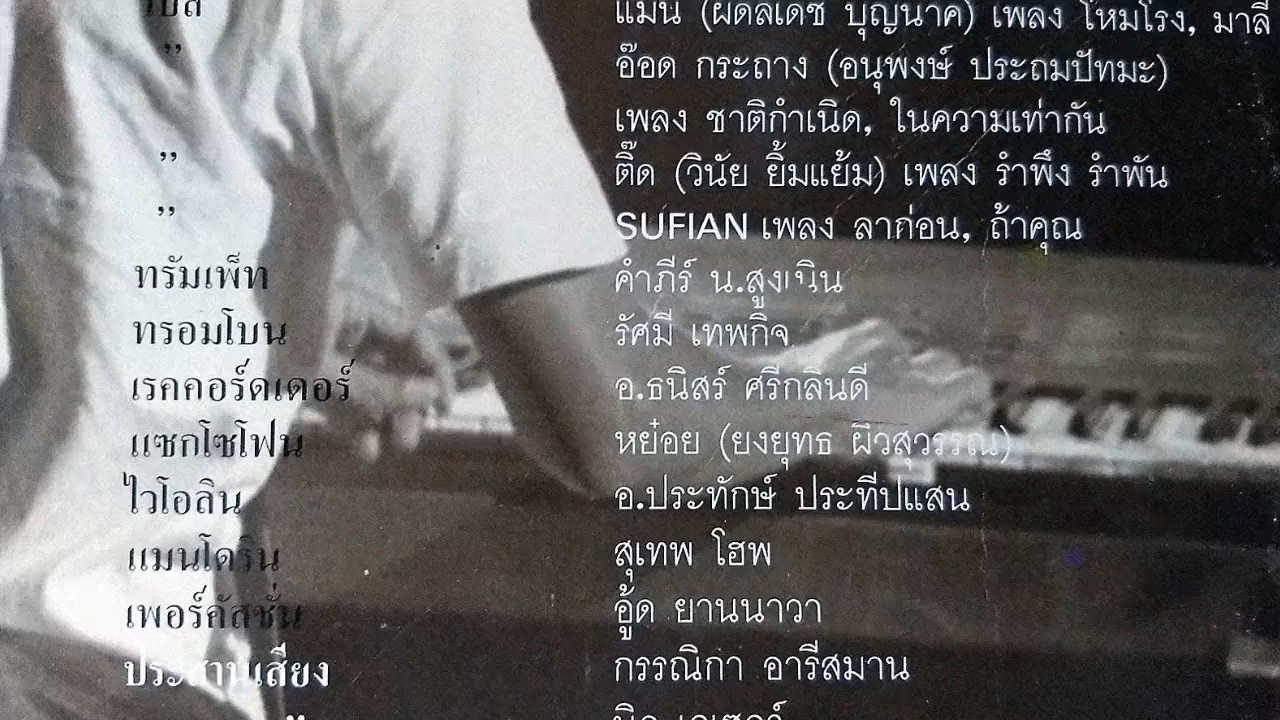 แมน (ผดิสเดช บุญนาค) เพลง โหมโรง, มาลี
”
อ๊อด กระถาง (อนุพงษ์ ประถมปัทมะ)
เพลง ชาติกำเนิด, ในความเท่ากัน
” ติ๊ด (วินัย ยิ้มแย้ม) เพลง รำพึง รำพัน
” SUFIAN เพลง ลาก่อน, ถ้าคุณ
ทรัมเพ็ท คำภีร์ น.สูงเนิน
ทรอมโบน รัศมี เทพกิจ
เรคคอร์ดเดอร์ อ.ธนิสร์ ศรีกลิ่นดี
แซกโซโฟน หย๋อย (ยงยุทธ ผิวสุวรรณ)
ไวโอลิน อ.ประทักษ์ ประทีปแสน
แมนโดริน สุเทพ โฮพ
เพอร์คัสชั่น อู๊ด ยานนาวา
ประสานเสียง กรรณิกา อารีสมาน